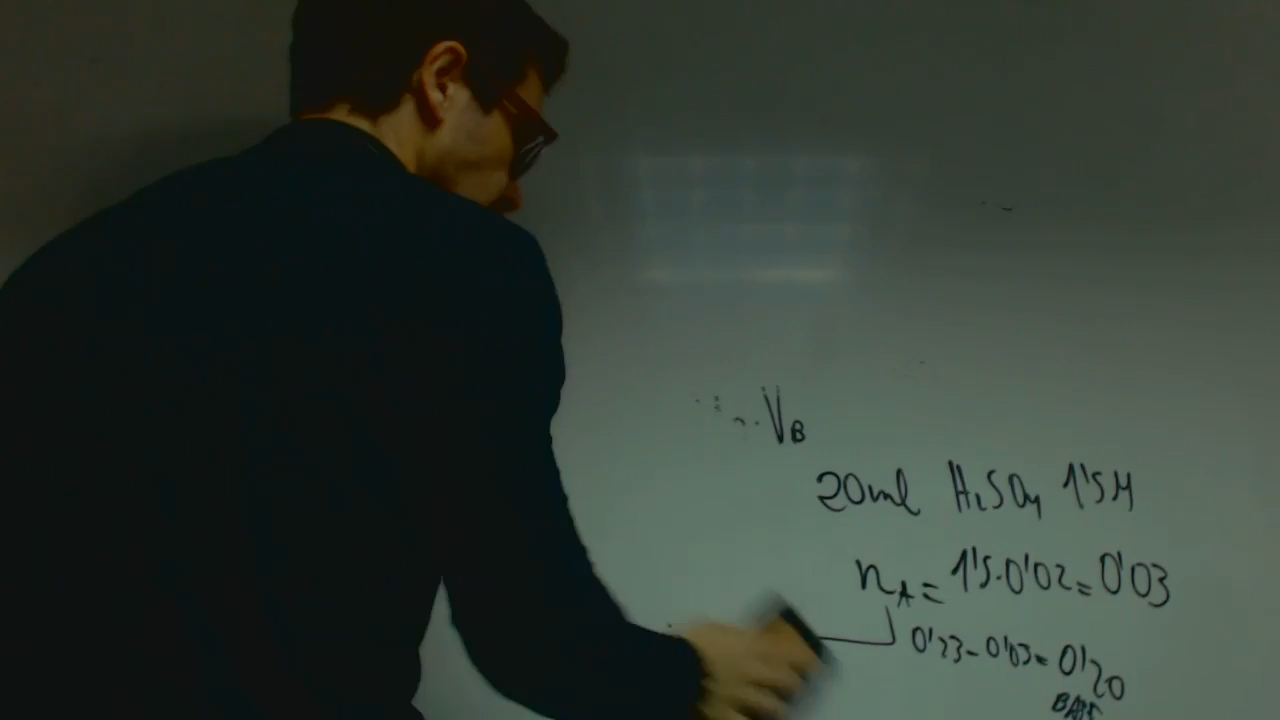 V_B
20ml H₂SO₄ 1'5M
n_A = 1'5·0'02 = 0'03
0'23 - 0'03 = 0'20